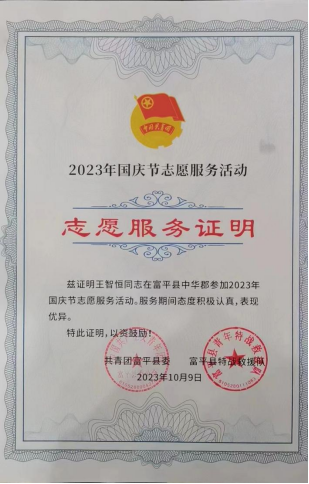 2023年国庆节志愿服务活动
志愿服务证明
兹证明王智恒同志在富平县中华郡参加2023年
国庆节志愿服务活动。服务期间态度积极认真,表现
优异。
特此证明,以资鼓励!
共青团富平县委 富平县特战救援队
2023年10月9日